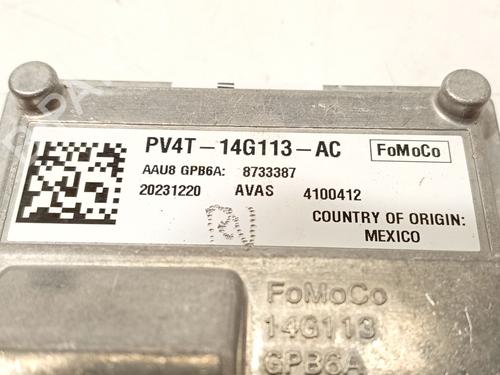 PV4T-14G113-AC FoMoCo
AAU8 GPB6A: 8733387
20231220 AVAS 4100412
COUNTRY OF ORIGIN:
MEXICO
FoMoCo
14G113
GPB6A